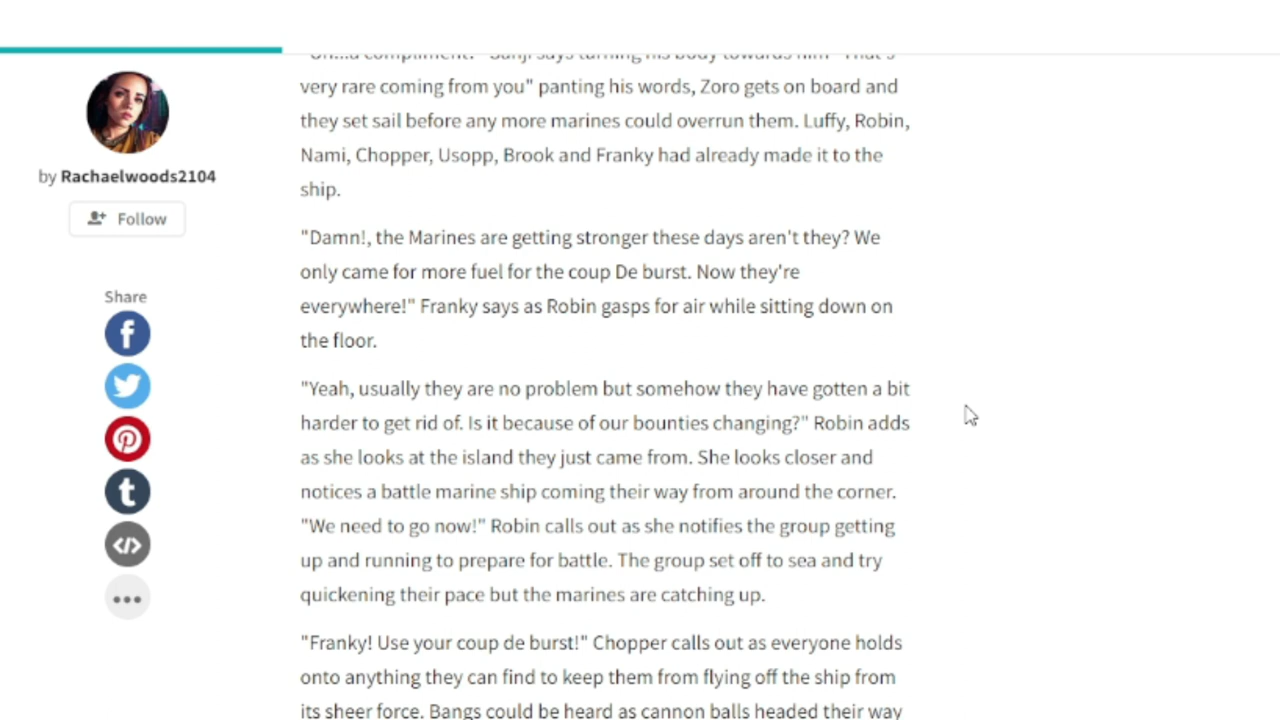 by Rachaelwoods2104
Follow
Share
"Uh...a compliment?" Sanji says turning his body towards him "That's
very rare coming from you" panting his words, Zoro gets on board and
they set sail before any more marines could overrun them. Luffy, Robin,
Nami, Chopper, Usopp, Brook and Franky had already made it to the
ship.
"Damn!, the Marines are getting stronger these days aren't they? We
only came for more fuel for the coup De burst. Now they're
everywhere!" Franky says as Robin gasps for air while sitting down on
the floor.
"Yeah, usually they are no problem but somehow they have gotten a bit
harder to get rid of. Is it because of our bounties changing?" Robin adds
as she looks at the island they just came from. She looks closer and
notices a battle marine ship coming their way from around the corner.
"We need to go now!" Robin calls out as she notifies the group getting
up and running to prepare for battle. The group set off to sea and try
quickening their pace but the marines are catching up.
"Franky! Use your coup de burst!" Chopper calls out as everyone holds
onto anything they can find to keep them from flying off the ship from
its sheer force. Bangs could be heard as cannon balls headed their way